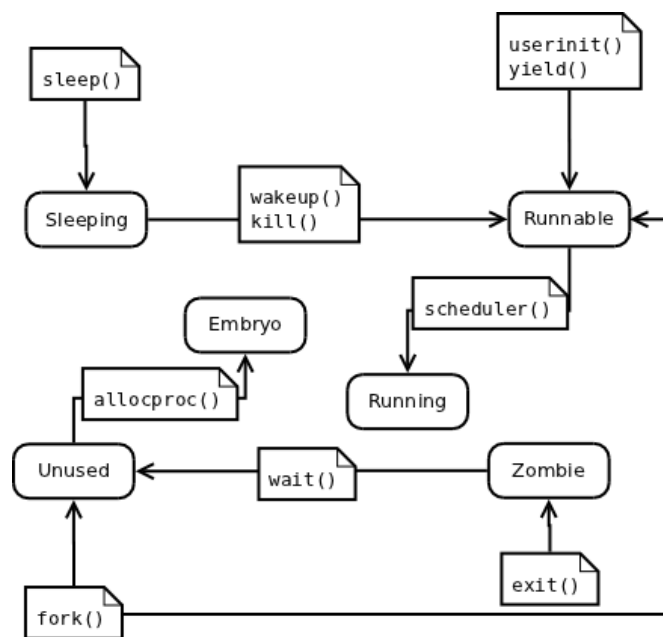 sleep()
userinit()
yield()
Sleeping
wakeup()
kill()
Runnable
scheduler()
Embryo
allocproc()
Running
Unused
wait()
Zombie
fork()
exit()